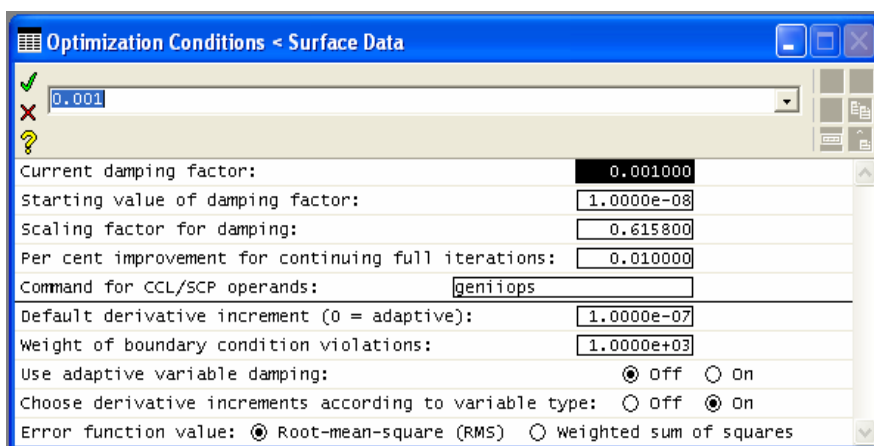 Optimization Conditions < Surface Data
0.001
Current damping factor: 0.001000
Starting value of damping factor: 1.0000e-08
Scaling factor for damping: 0.615800
Per cent improvement for continuing full iterations: 0.010000
Command for CCL/SCP operands: geniiops
Default derivative increment (0 = adaptive): 1.0000e-07
Weight of boundary condition violations: 1.0000e+03
Use adaptive variable damping: Off On
Choose derivative increments according to variable type: Off On
Error function value: Root-mean-square (RMS) Weighted sum of squares